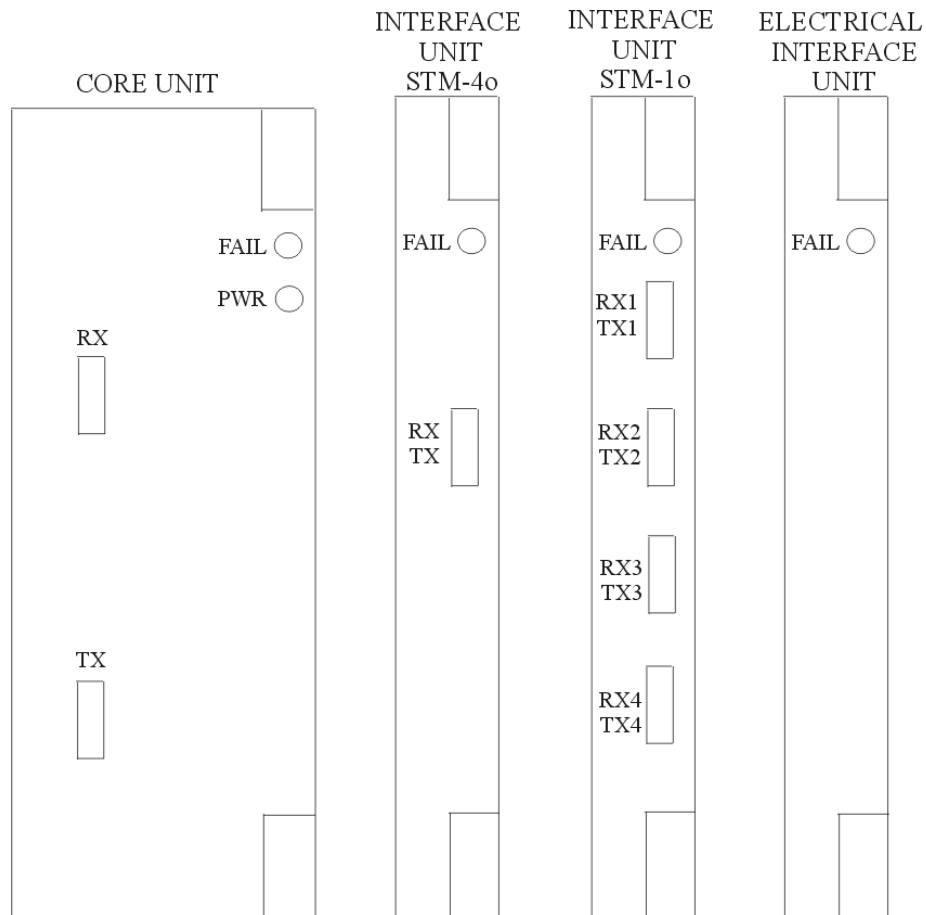 CORE UNIT
FAIL
PWR
RX
TX
INTERFACE
UNIT
STM-4o
FAIL
RX
TX
INTERFACE
UNIT
STM-1o
FAIL
RX1
TX1
RX2
TX2
RX3
TX3
RX4
TX4
ELECTRICAL
INTERFACE
UNIT
FAIL